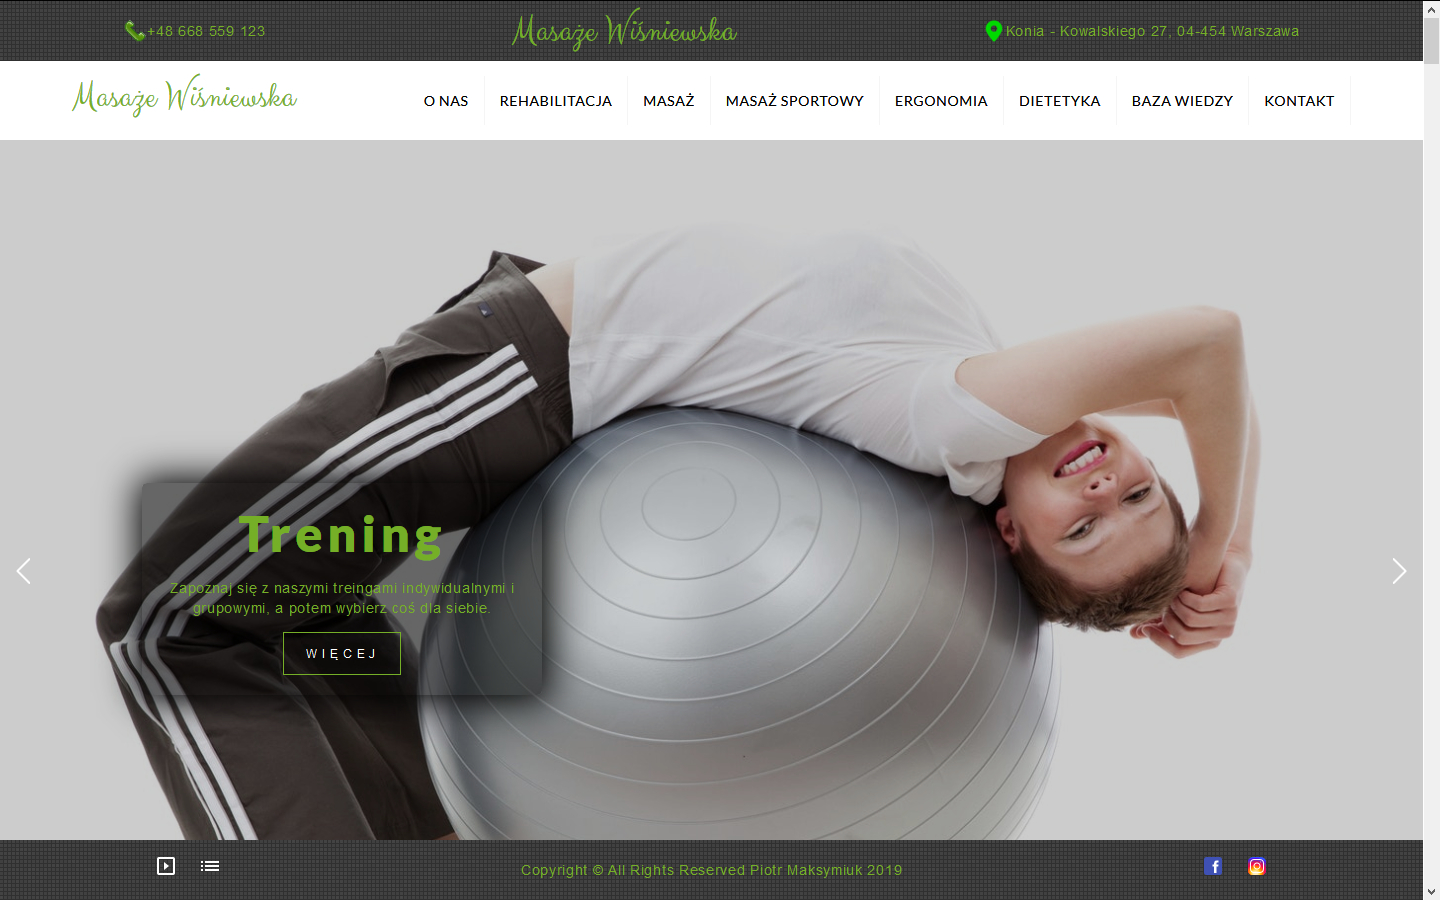 +48 668 559 123
Masaże Wiśniewska
Konia - Kowalskiego 27, 04-454 Warszawa
Masaże Wiśniewska
O NAS
REHABILITACJA
MASAŻ
MASAŻ SPORTOWY
ERGONOMIA
DIETETYKA
BAZA WIEDZY
KONTAKT
Trening
Zapoznaj się z naszymi treingami indywidualnymi i
grupowymi, a potem wybierz coś dla siebie.
WIĘCEJ
Copyright © All Rights Reserved Piotr Maksymiuk 2019